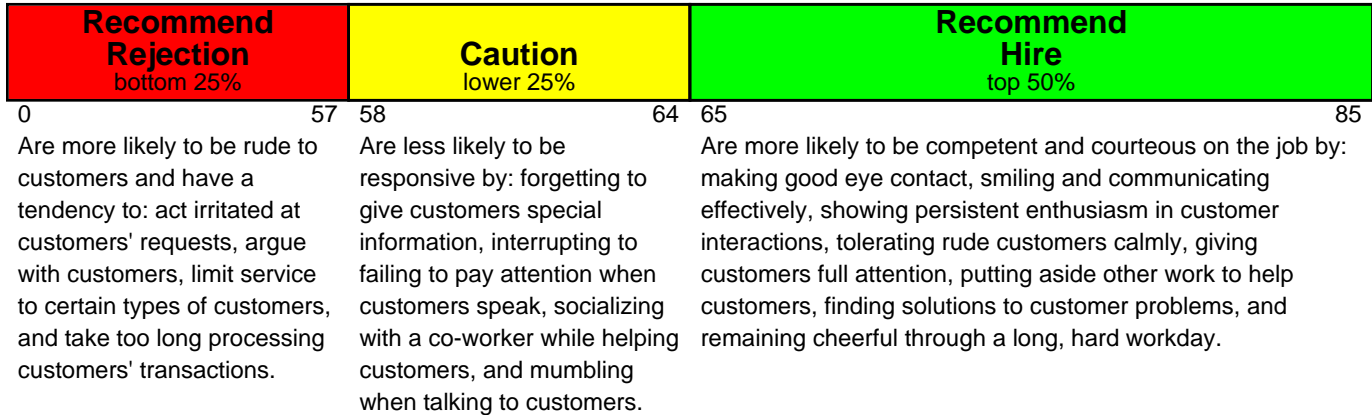 Recommend
Rejection
bottom 25%
Caution
lower 25%
Recommend
Hire
top 50%
0 57
58 64
65 85
Are more likely to be rude to
customers and have a
tendency to: act irritated at
customers' requests, argue
with customers, limit service
to certain types of customers,
and take too long processing
customers' transactions.
Are less likely to be
responsive by: forgetting to
give customers special
information, interrupting to
failing to pay attention when
customers speak, socializing
with a co-worker while helping
customers, and mumbling
when talking to customers.
Are more likely to be competent and courteous on the job by:
making good eye contact, smiling and communicating
effectively, showing persistent enthusiasm in customer
interactions, tolerating rude customers calmly, giving
customers full attention, putting aside other work to help
customers, finding solutions to customer problems, and
remaining cheerful through a long, hard workday.